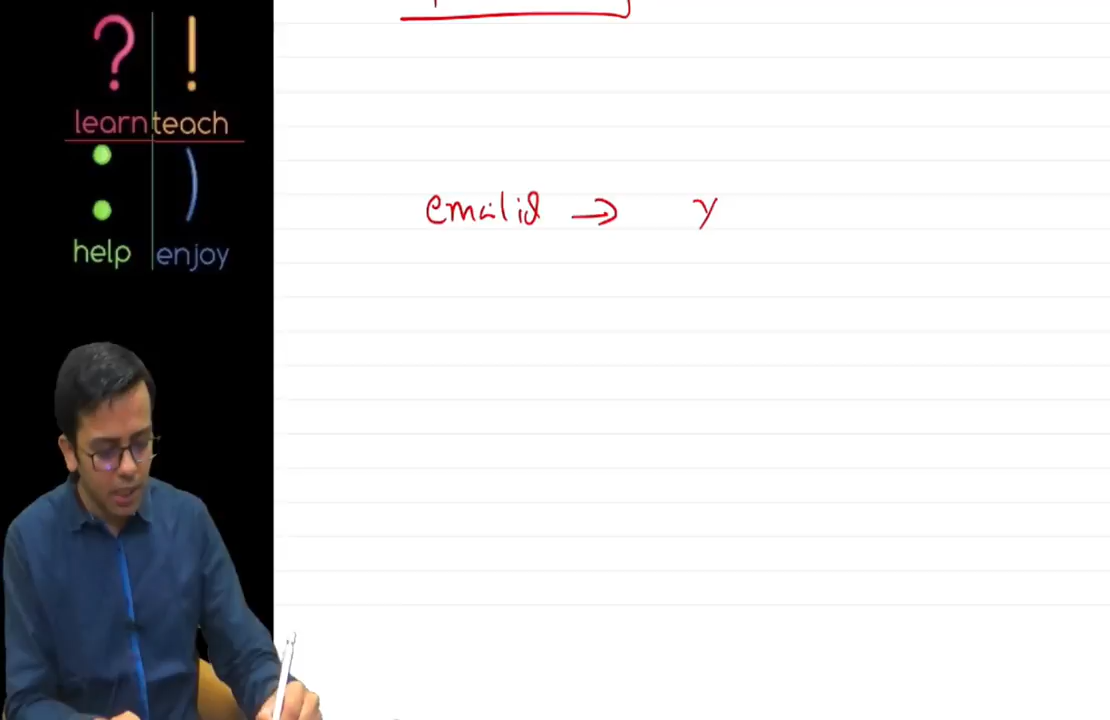 ? !
learn teach
: )
help enjoy
emailid → y